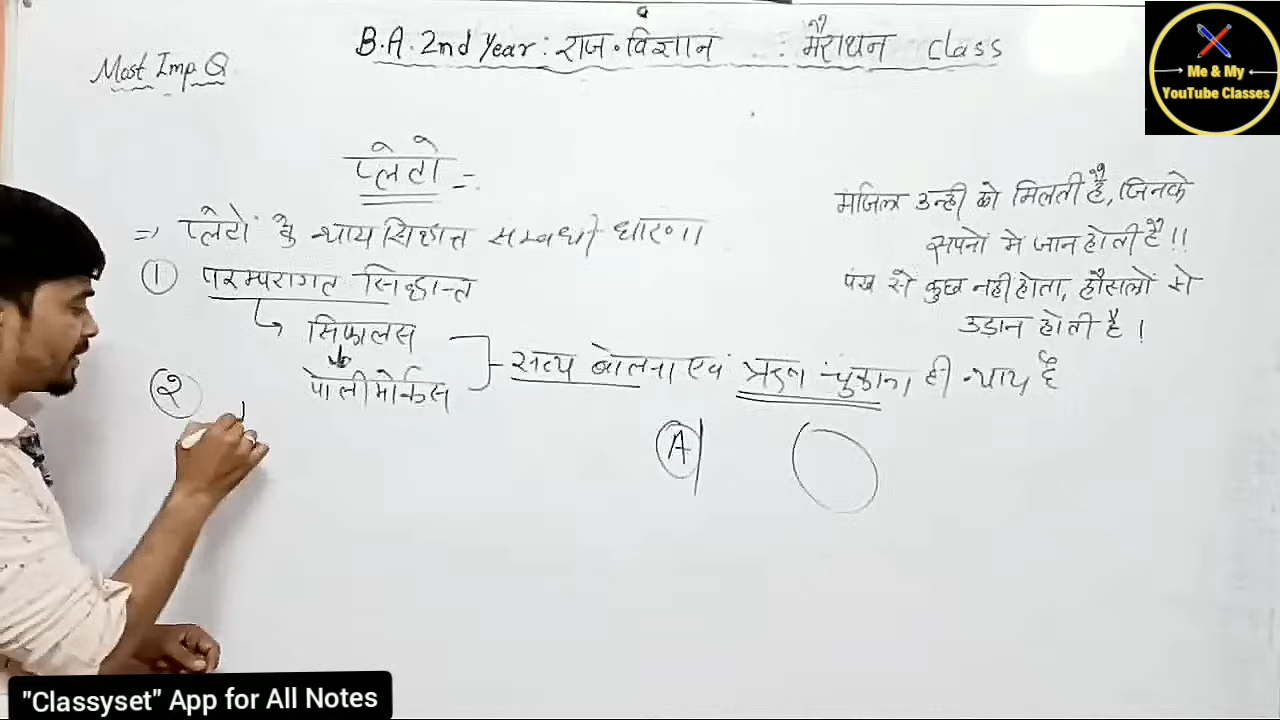 B.A. 2nd Year : राज. विज्ञान : मैराथन Class
Most Imp. Q
Me & My
YouTube Classes
प्लेटो =:
=> प्लेटों के न्याय सिद्धान्त सम्बन्धी धारणा
① परम्परागत सिद्धान्त
सिफालस
पोलीमार्कस
सत्य बोलना एवं ऋण चुकाना ही न्याय है
A
②
मंजिल उन्ही को मिलती है, जिनके
सपनों मे जान होती है!!
पंख से कुछ नही होता, हौसलों से
उड़ान होती है।
"Classyset" App for All Notes